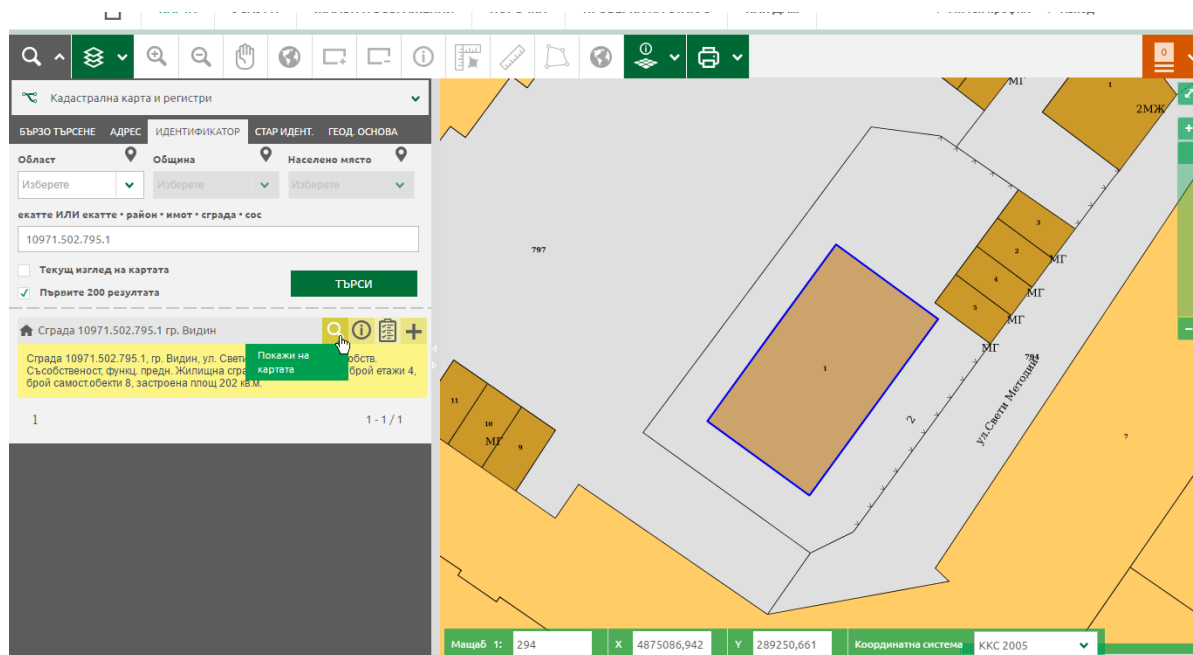 Кадастрална карта и регистри
БЪРЗО ТЪРСЕНЕ АДРЕС ИДЕНТИФИКАТОР СТАР ИДЕНТ. ГЕОД. ОСНОВА
Област Община Населено място
Изберете Изберете Изберете
екатте ИЛИ екатте • район • имот • сграда • сос
10971.502.795.1
Текущ изглед на картата
Първите 200 резултата
ТЪРСИ
Сграда 10971.502.795.1 гр. Видин
Сграда 10971.502.795.1, гр. Видин, ул. Свети
Съсобственост, функц. предн. Жилищна брой етажи 4,
брой самост.обекти 8, застроена площ 202 кв.м.
Покажи на
картата
1 1 - 1 / 1
0
МГ
1
2МЖ
797
3
2
МГ
4
МГ
5
МГ
МГ
794
ул.Свети Методий
1
2
11
10
МГ
9
7
Мащаб 1: 294 X 4875086,942 Y 289250,661 Координатна система ККС 2005